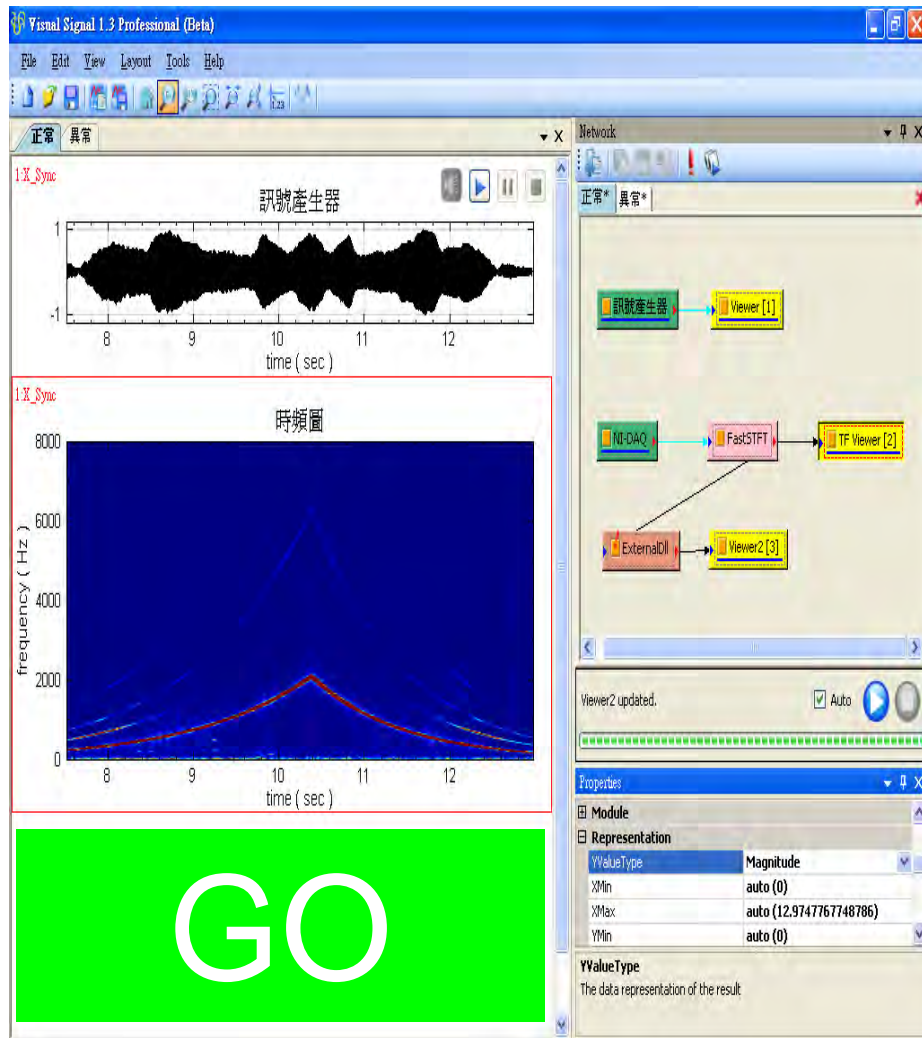 Visual Signal 1.3 Professional (Beta)
File Edit View Layout Tools Help
1.23
正常 異常
1:X_Sync
訊號產生器
1
-1
8 9 10 11 12
time ( sec )
1:X_Sync
時頻圖
8000
6000
4000
2000
0
frequency ( Hz )
8 9 10 11 12
time ( sec )
GO
Network
正常* 異常*
訊號產生器 Viewer [1]
NI-DAQ FastSTFT TF Viewer [2]
ExternalDll Viewer2 [3]
Viewer2 updated. Auto
Properties
Module
Representation
YValueType Magnitude
XMin auto (0)
XMax auto (12.9747767748786)
YMin auto (0)
YValueType
The data representation of the result